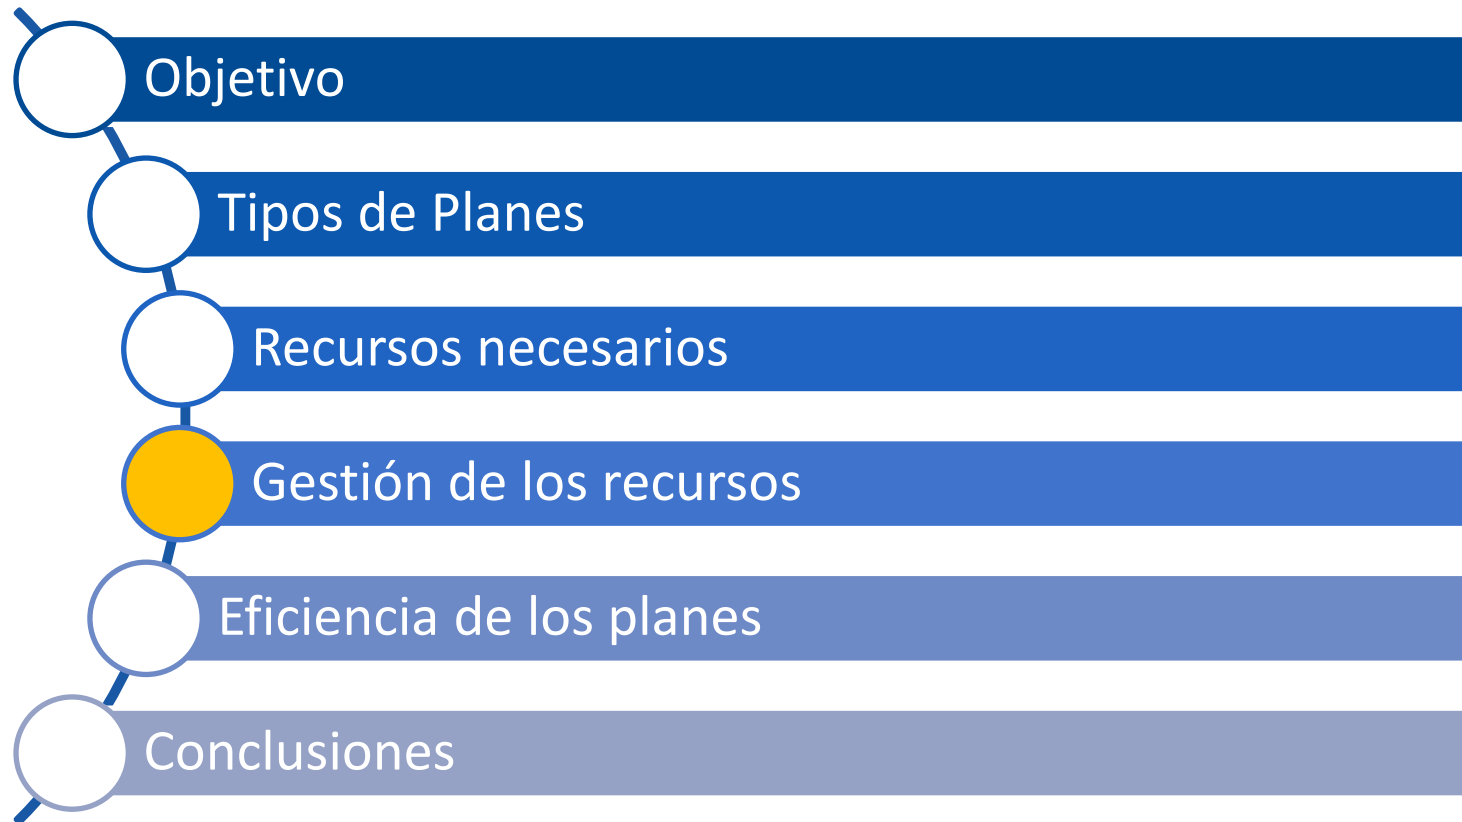 Objetivo
Tipos de Planes
Recursos necesarios
Gestión de los recursos
Eficiencia de los planes
Conclusiones